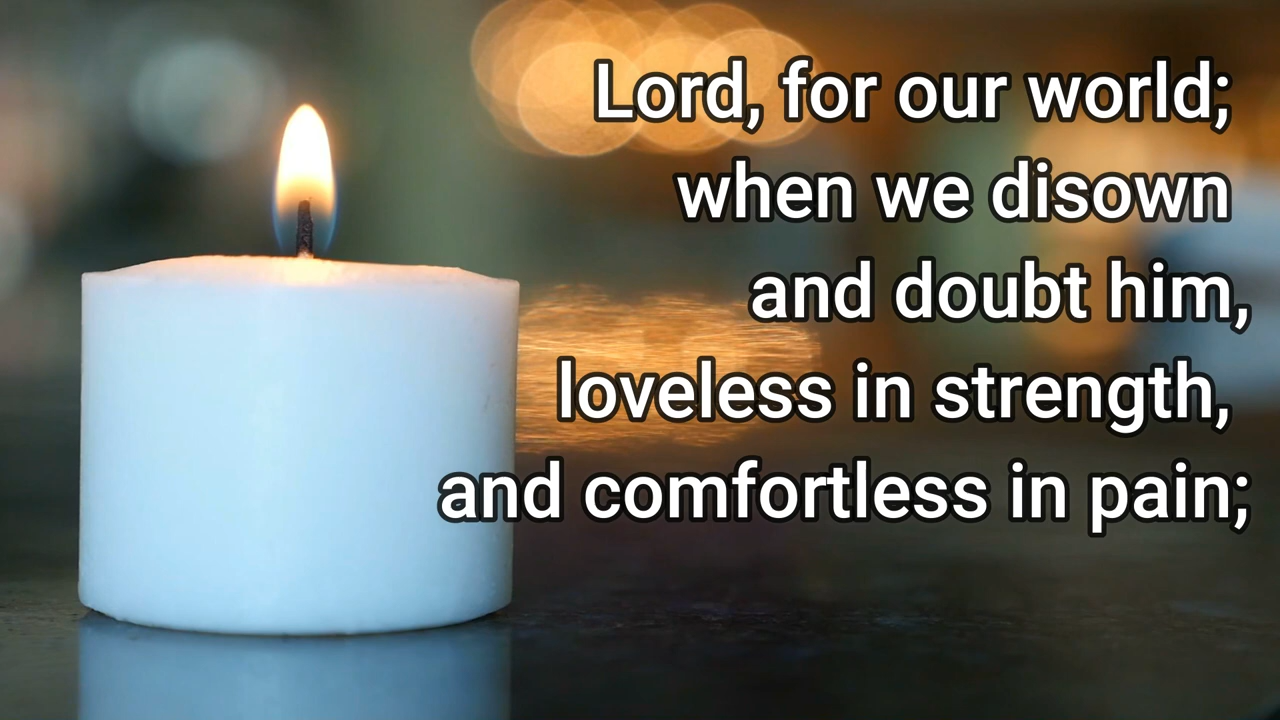 Lord, for our world;
when we disown
and doubt him,
loveless in strength,
and comfortless in pain;